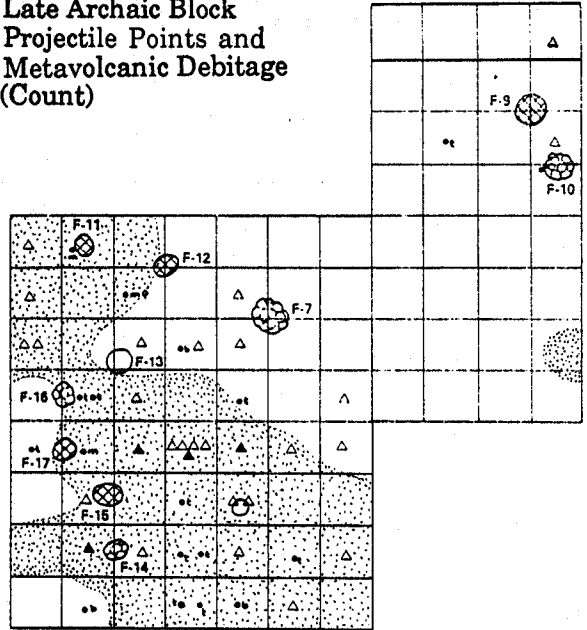 Late Archaic Block
Projectile Points and
Metavolcanic Debitage
(Count)
F-9
t
F-10
F-11
m
F-12
m
F-7
b
F-13
F-16
t t
t
t
m
F-17
F-15
t
F-14
t t
t
b
t
t
b